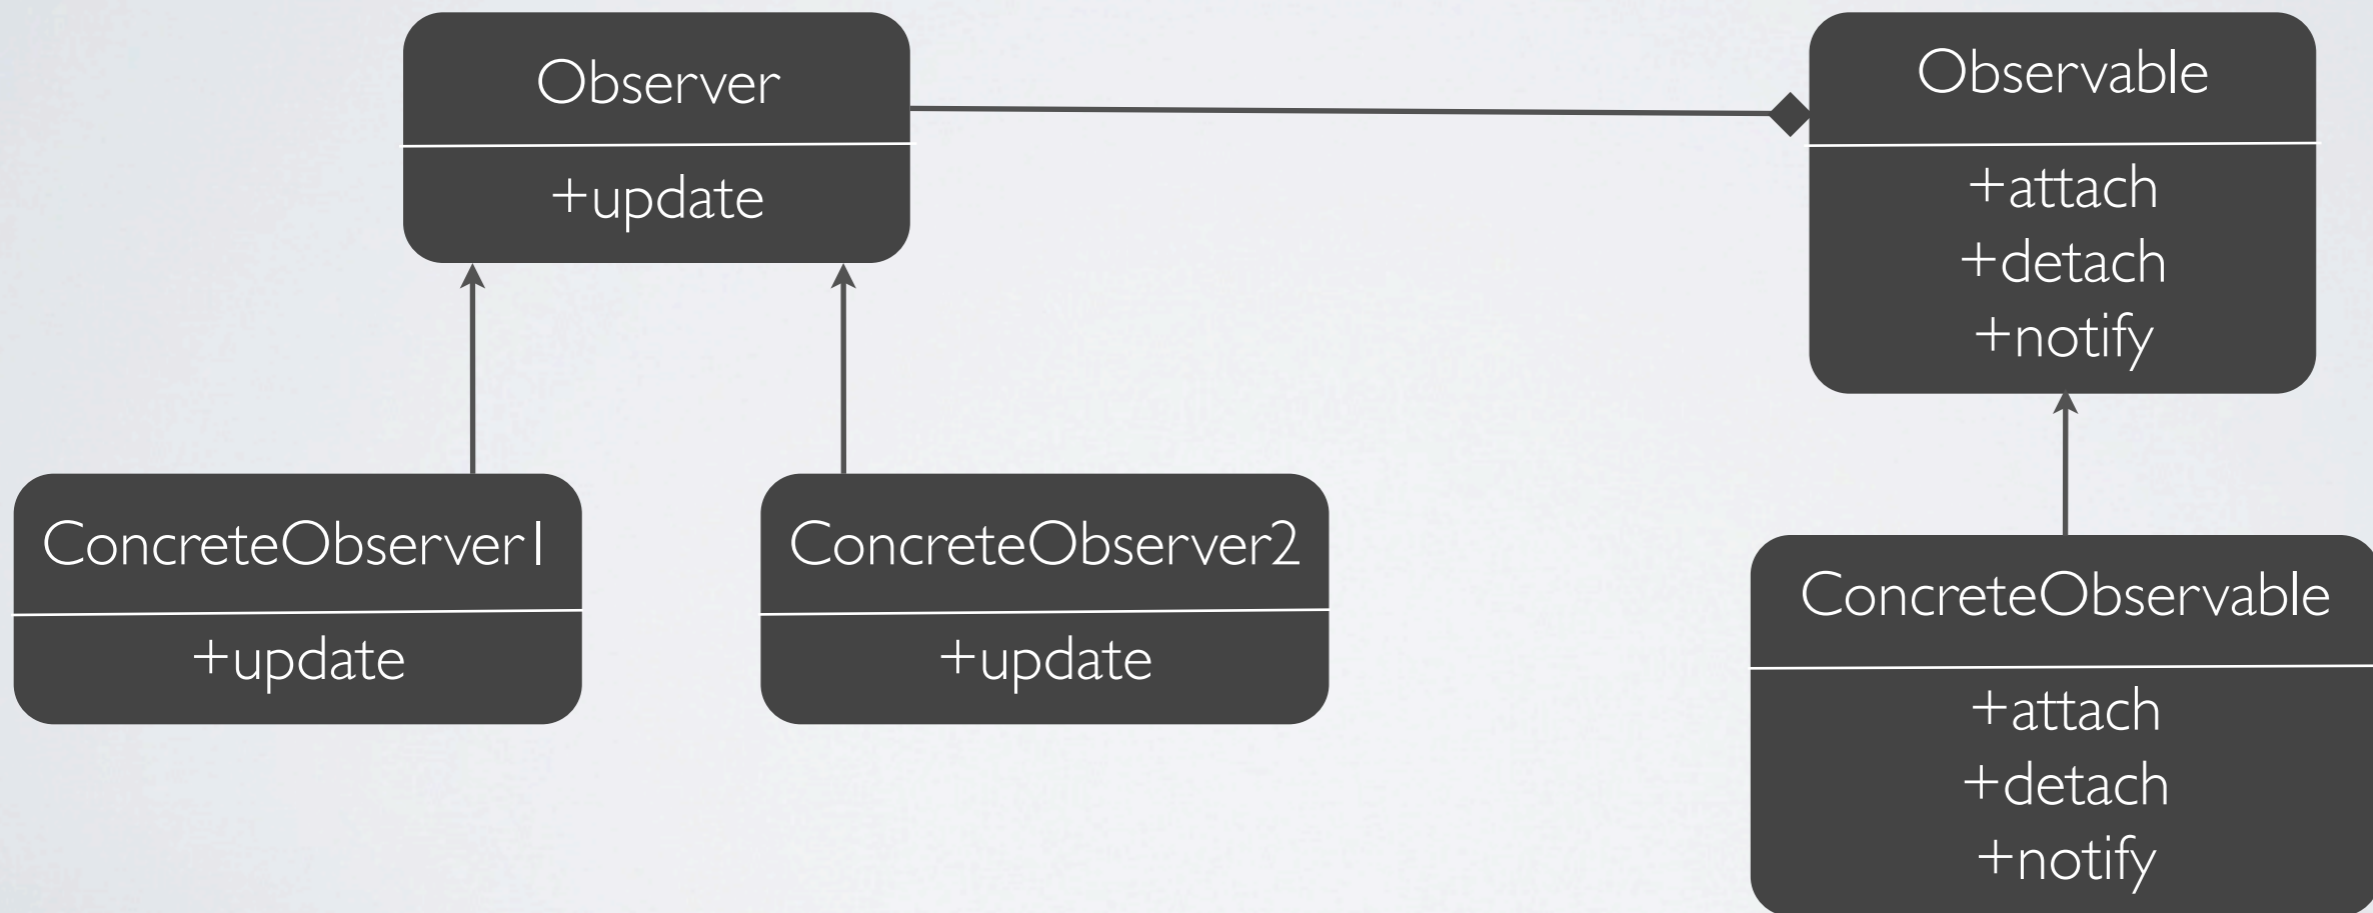 Observer
+update
Observable
+attach
+detach
+notify
ConcreteObserver1
+update
ConcreteObserver2
+update
ConcreteObservable
+attach
+detach
+notify